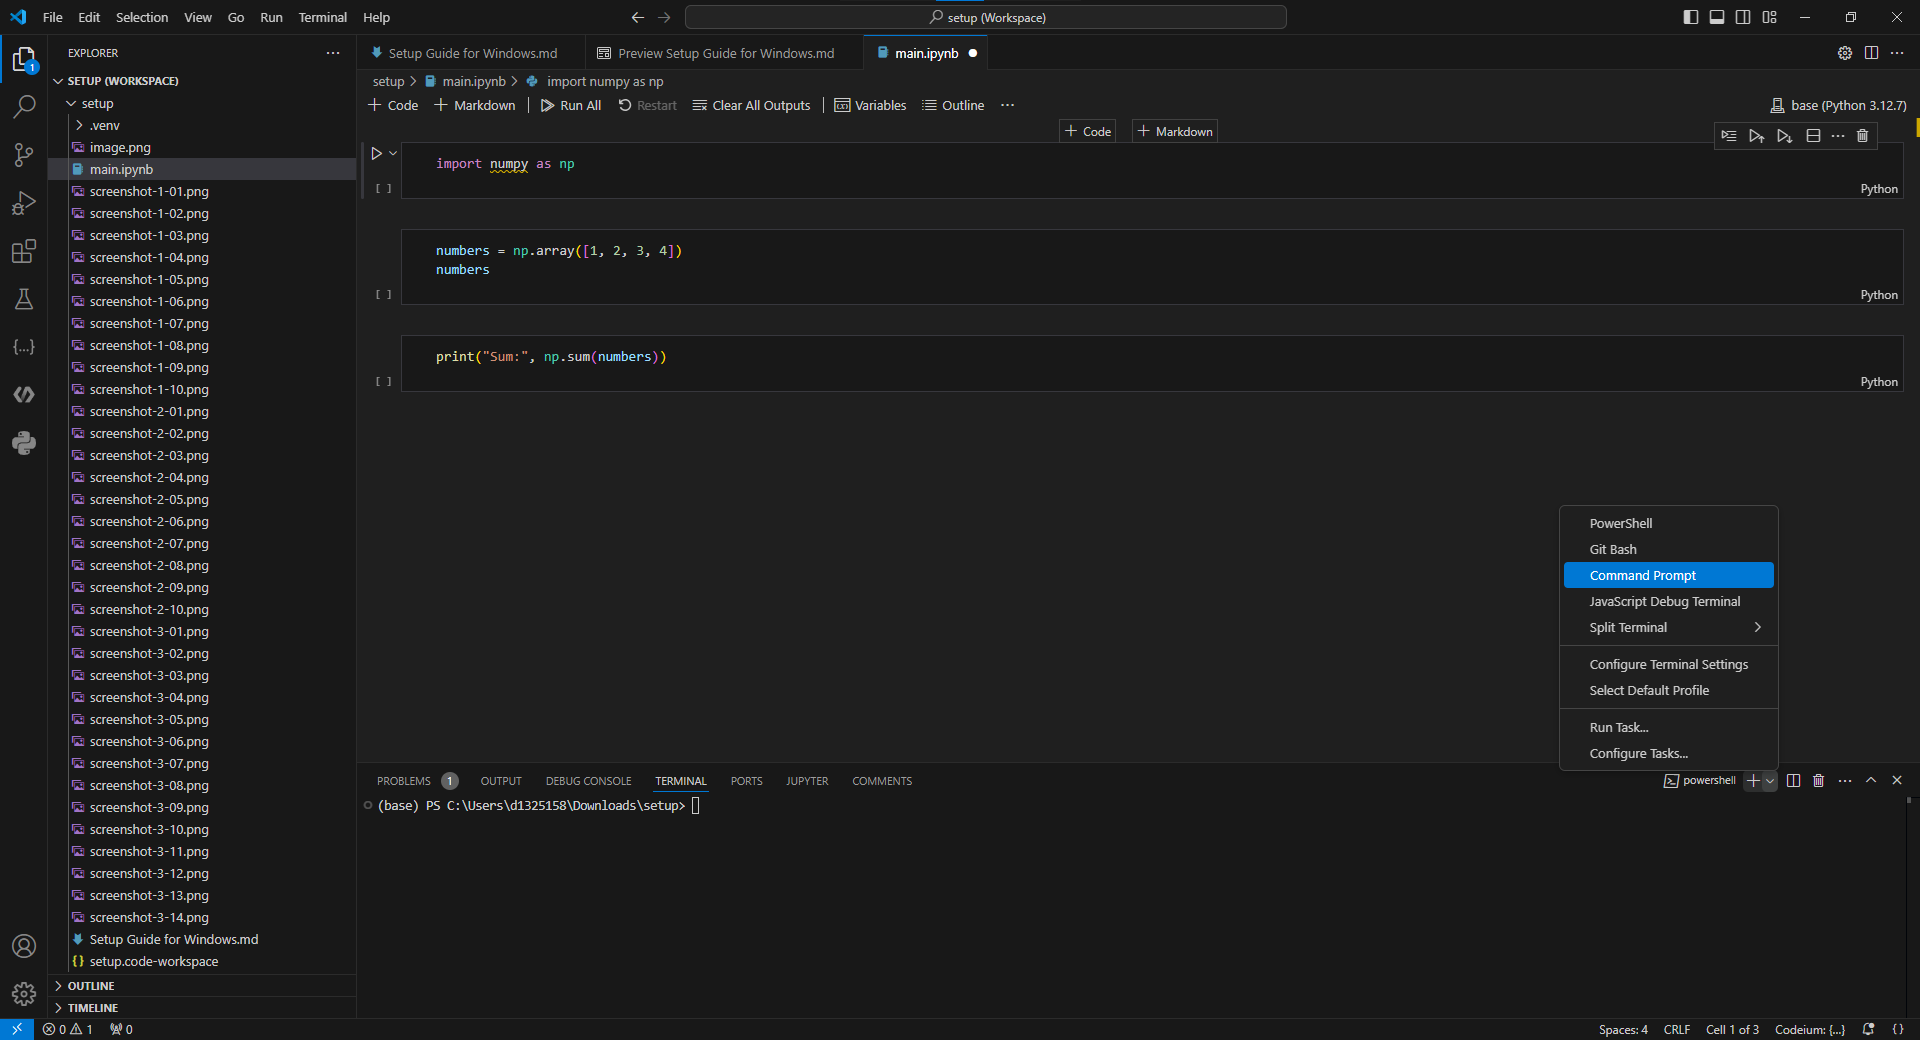 File Edit Selection View Go Run Terminal Help
setup (Workspace)
EXPLORER
SETUP (WORKSPACE)
setup
.venv
image.png
main.ipynb
screenshot-1-01.png
screenshot-1-02.png
screenshot-1-03.png
screenshot-1-04.png
screenshot-1-05.png
screenshot-1-06.png
screenshot-1-07.png
screenshot-1-08.png
screenshot-1-09.png
screenshot-1-10.png
screenshot-2-01.png
screenshot-2-02.png
screenshot-2-03.png
screenshot-2-04.png
screenshot-2-05.png
screenshot-2-06.png
screenshot-2-07.png
screenshot-2-08.png
screenshot-2-09.png
screenshot-2-10.png
screenshot-3-01.png
screenshot-3-02.png
screenshot-3-03.png
screenshot-3-04.png
screenshot-3-05.png
screenshot-3-06.png
screenshot-3-07.png
screenshot-3-08.png
screenshot-3-09.png
screenshot-3-10.png
screenshot-3-11.png
screenshot-3-12.png
screenshot-3-13.png
screenshot-3-14.png
Setup Guide for Windows.md
{} setup.code-workspace
OUTLINE
TIMELINE
1
Setup Guide for Windows.md Preview Setup Guide for Windows.md main.ipynb
setup > main.ipynb > import numpy as np
+ Code + Markdown Run All Restart Clear All Outputs Variables Outline ...
base (Python 3.12.7)
+ Code + Markdown
import numpy as np
[ ] Python
numbers = np.array([1, 2, 3, 4])
numbers
[ ] Python
print("Sum:", np.sum(numbers))
[ ] Python
PowerShell
Git Bash
Command Prompt
JavaScript Debug Terminal
Split Terminal
Configure Terminal Settings
Select Default Profile
Run Task...
Configure Tasks...
PROBLEMS 1 OUTPUT DEBUG CONSOLE TERMINAL PORTS JUPYTER COMMENTS
powershell
(base) PS C:\Users\d1325158\Downloads\setup>
0 1 0
Spaces: 4 CRLF Cell 1 of 3 Codeium: {...} {}